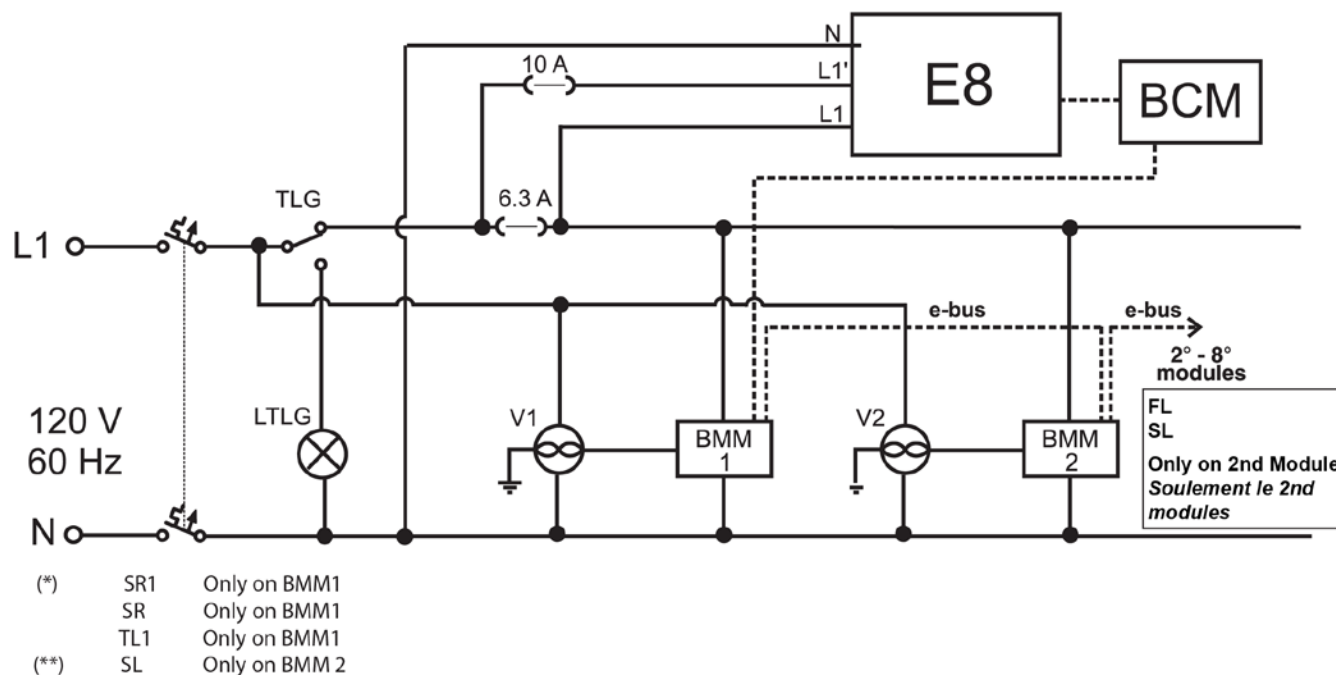 N
10 A
L1'
E8
L1
BCM
TLG
6.3 A
L1
e-bus
e-bus
2° - 8°
modules
120 V
60 Hz
LTLG
V1
BMM
1
V2
BMM
2
FL
SL
Only on 2nd Module
Soulement le 2nd
modules
N
(*) SR1 Only on BMM1
SR Only on BMM1
TL1 Only on BMM1
(**) SL Only on BMM 2